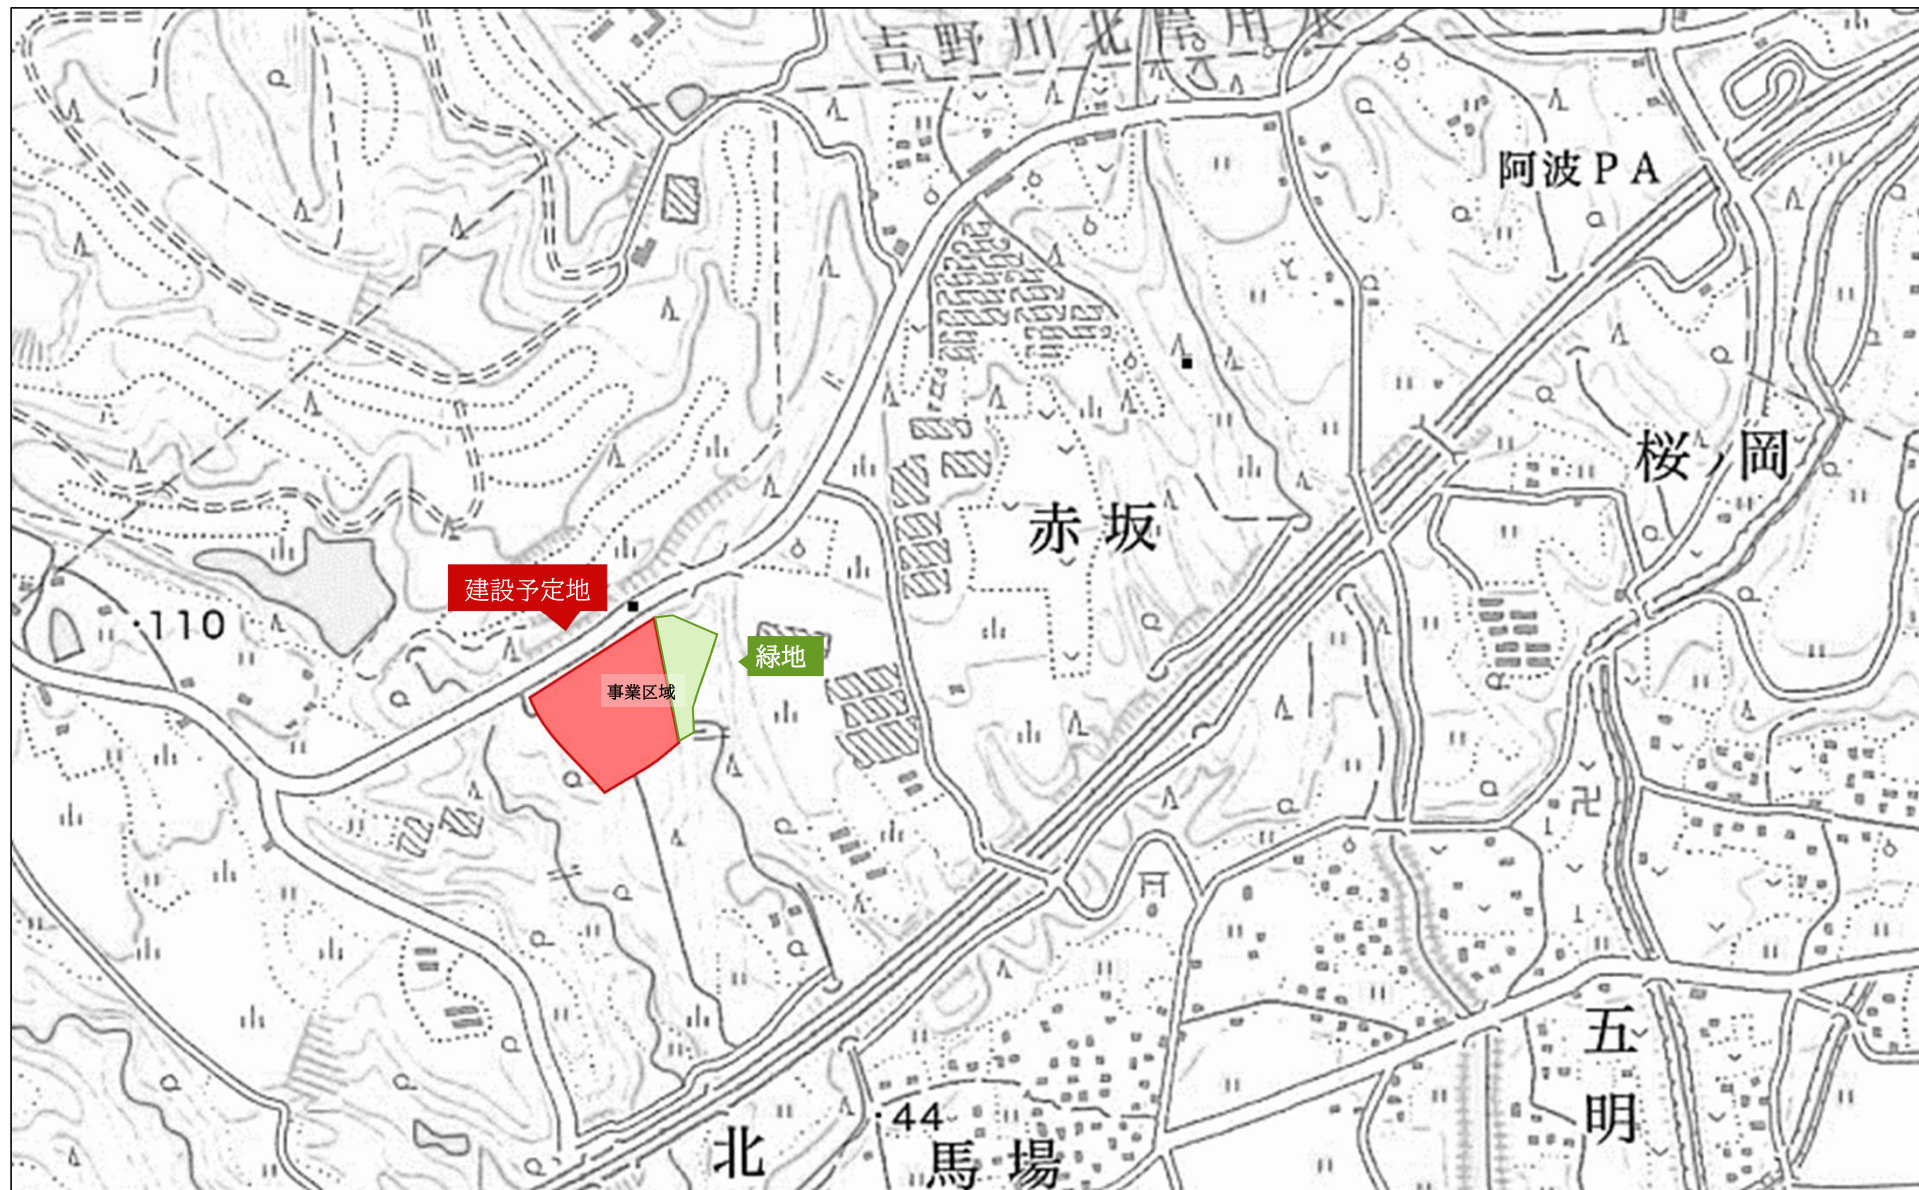 吉野川北岸用水
阿波PA
桜ノ岡
赤坂
建設予定地
110
緑地
事業区域
五明
44
北
馬場